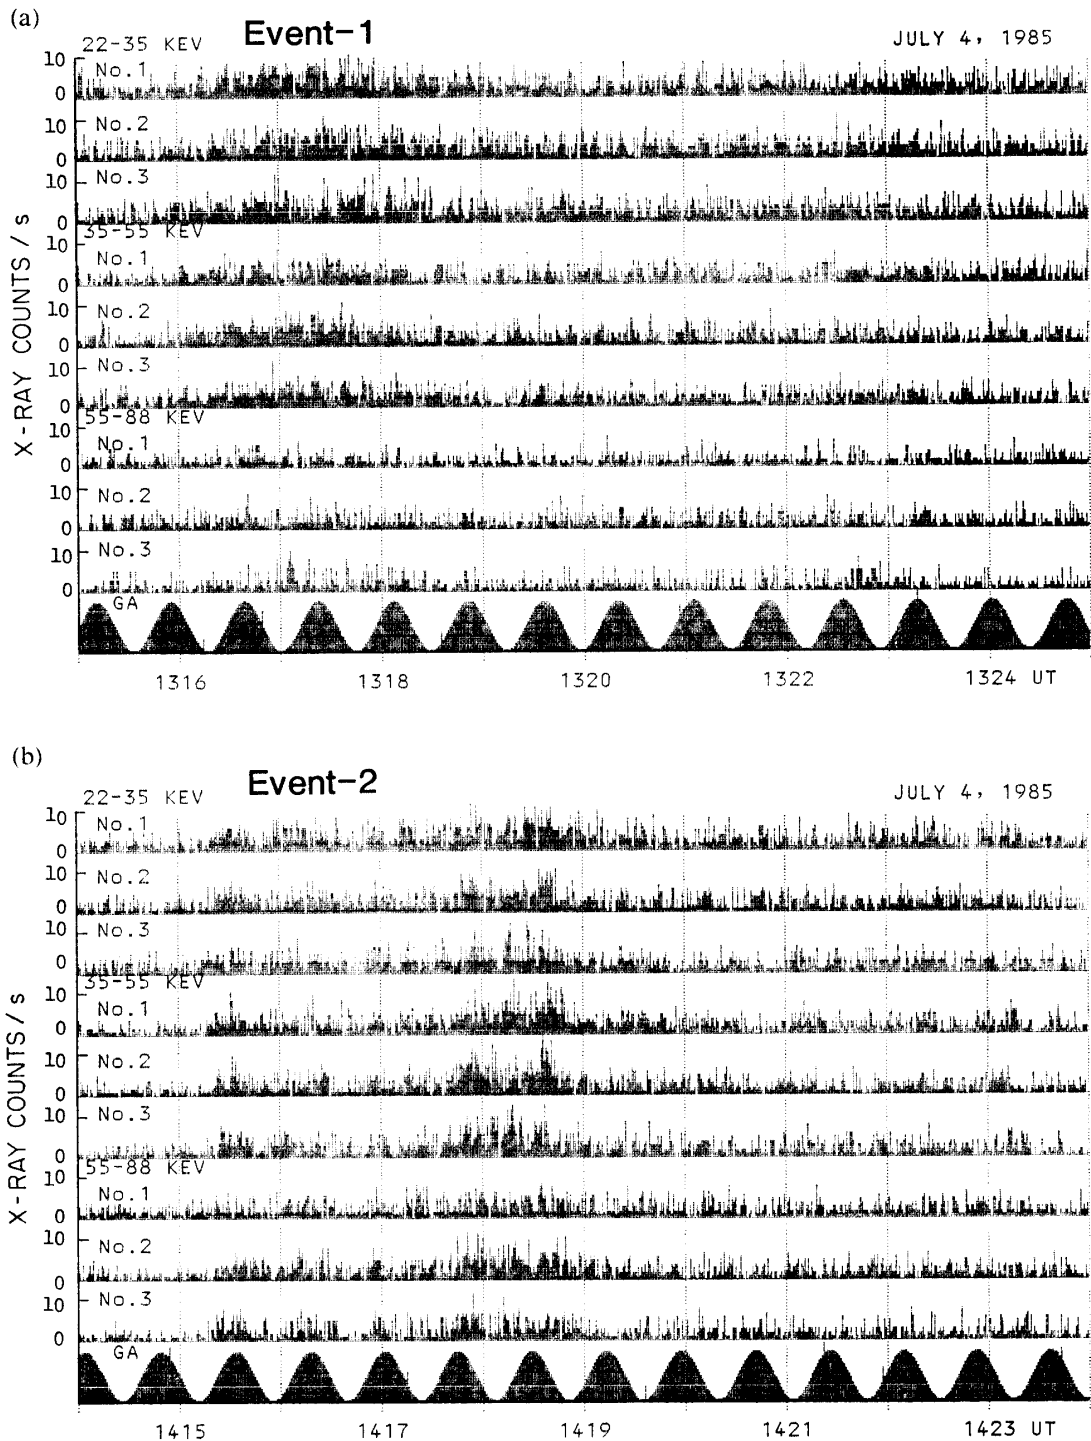 (a)
Event-1
22-35 KEV
JULY 4, 1985
10
No.1
0
10
No.2
0
10
No.3
0
35-55 KEV
10
No.1
0
10
No.2
0
10
No.3
0
55-88 KEV
10
No.1
0
10
No.2
0
10
No.3
0
X-RAY COUNTS/s
GA
1316 1318 1320 1322 1324 UT
(b)
Event-2
22-35 KEV
JULY 4, 1985
10
No.1
0
10
No.2
0
10
No.3
0
35-55 KEV
10
No.1
0
10
No.2
0
10
No.3
0
55-88 KEV
10
No.1
0
10
No.2
0
10
No.3
0
X-RAY COUNTS/s
GA
1415 1417 1419 1421 1423 UT